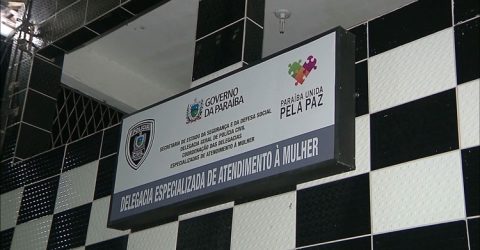 GOVERNO
DA PARAÍBA
PARAÍBA UNIDA
PELA PAZ
SECRETARIA DE ESTADO DA SEGURANÇA E DA DEFESA SOCIAL
DELEGACIA GERAL DE POLÍCIA CIVIL
COORDENAÇÃO DAS DELEGACIAS
ESPECIALIZADAS DE ATENDIMENTO À MULHER
DELEGACIA ESPECIALIZADA DE ATENDIMENTO À MULHER